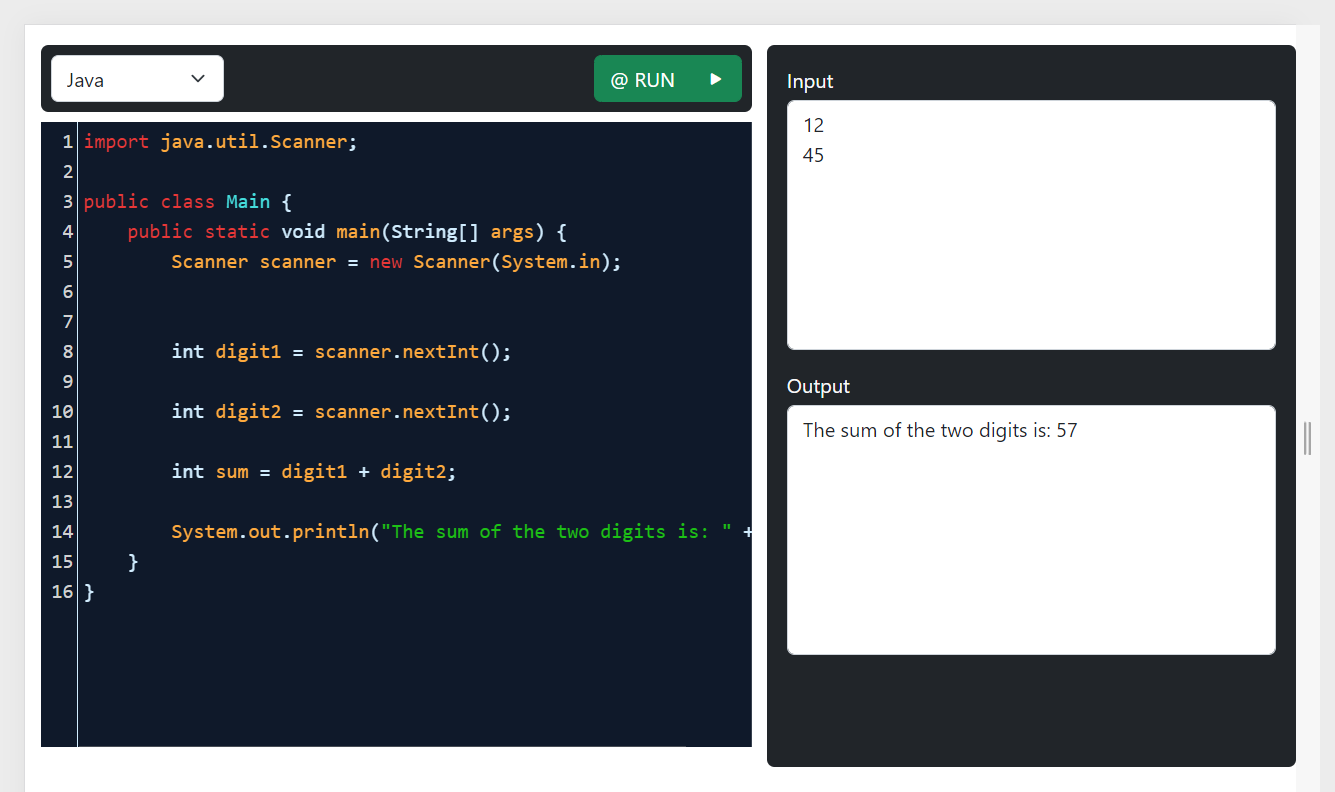 Java
@ RUN
1 import java.util.Scanner;
2
3 public class Main {
4     public static void main(String[] args) {
5         Scanner scanner = new Scanner(System.in);
6
7
8         int digit1 = scanner.nextInt();
9
10         int digit2 = scanner.nextInt();
11
12         int sum = digit1 + digit2;
13
14         System.out.println("The sum of the two digits is: " +
15     }
16 }
Input
12
45
Output
The sum of the two digits is: 57